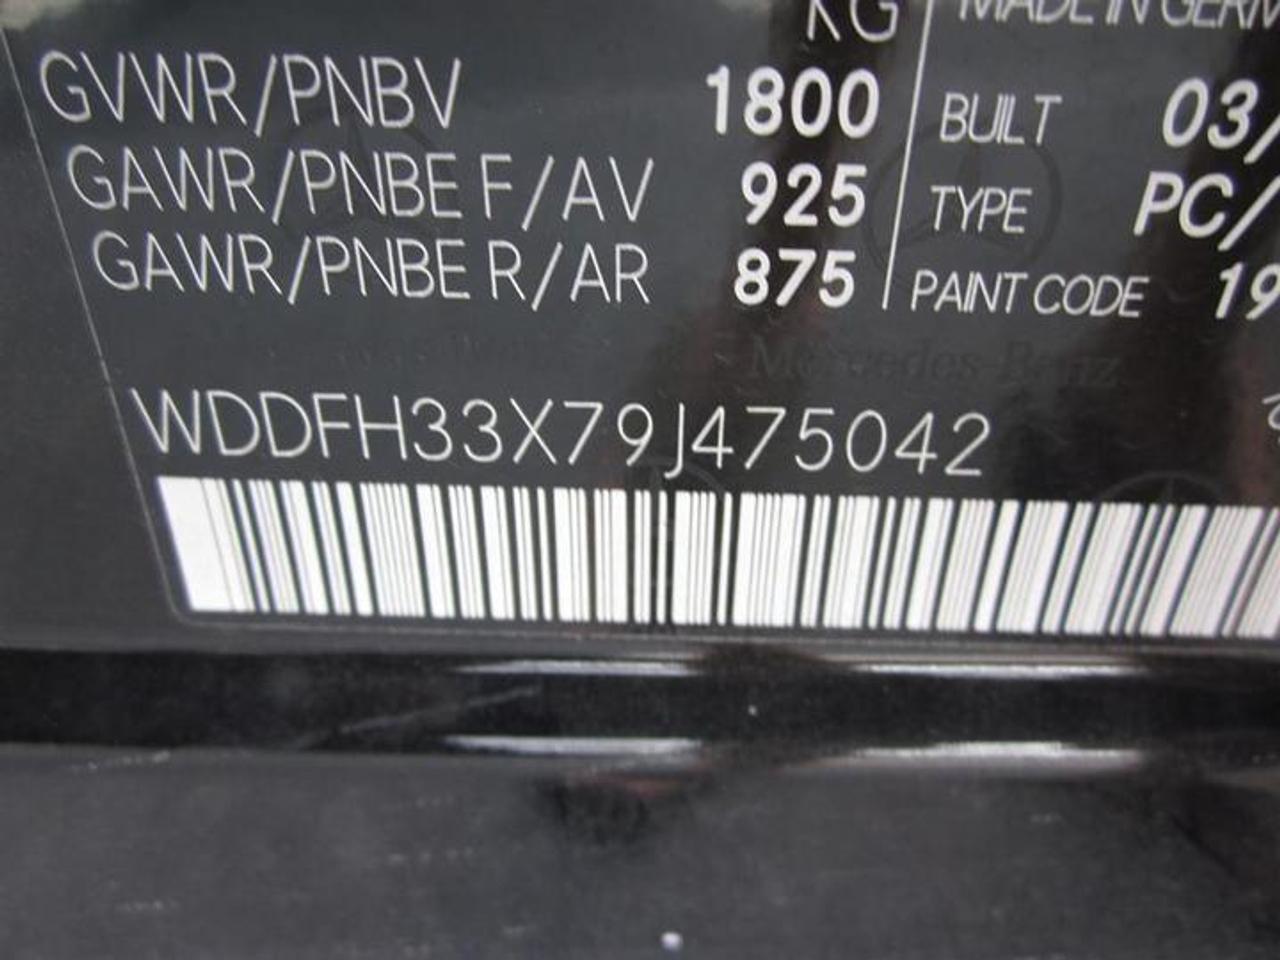 KG
MADE IN GERM
GVWR/PNBV 1800
BUILT 03/
GAWR/PNBE F/AV 925
TYPE PC/
GAWR/PNBE R/AR 875
PAINT CODE 19
Mercedes-Benz
WDDFH33X79J475042